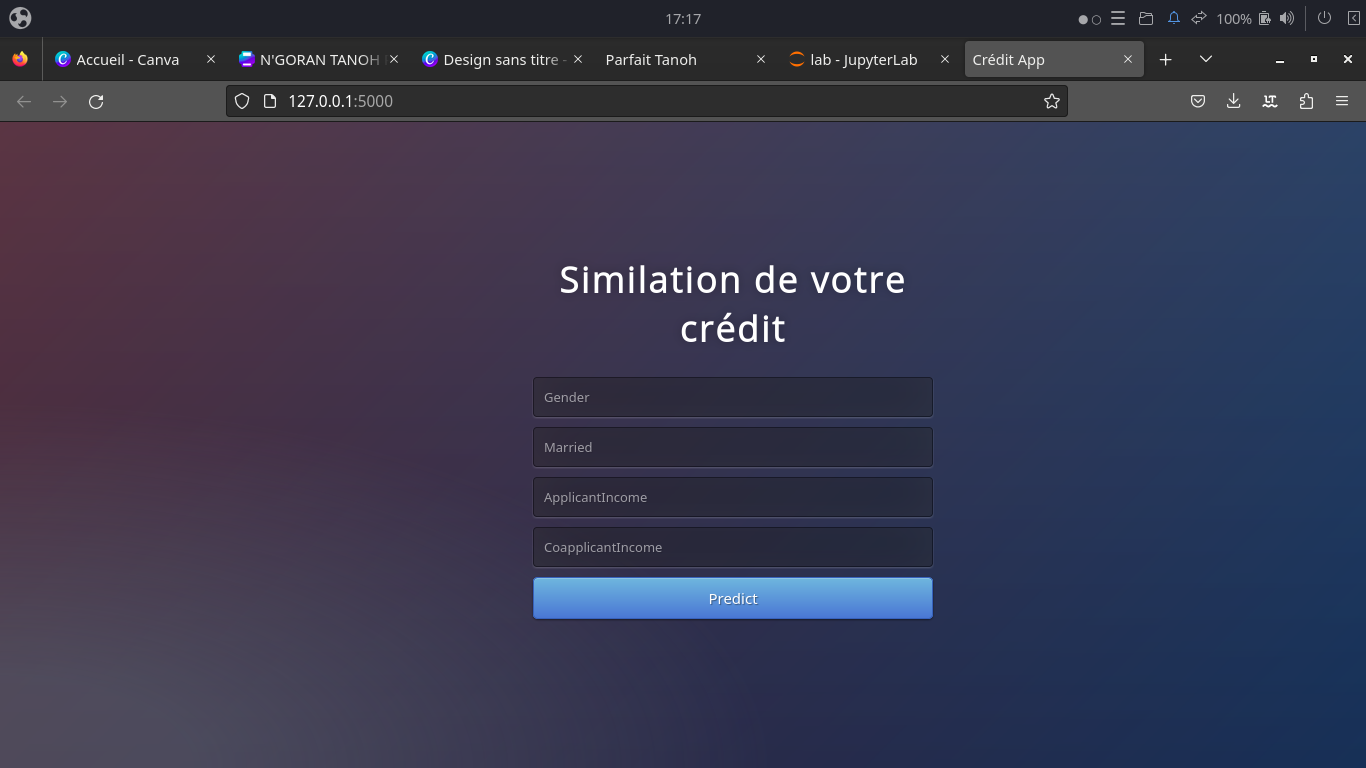 17:17
100%
Accueil - Canva
N'GORAN TANOH
Design sans titre -
Parfait Tanoh
lab - JupyterLab
Crédit App
127.0.0.1:5000
LT
Similation de votre
crédit
Gender
Married
ApplicantIncome
CoapplicantIncome
Predict